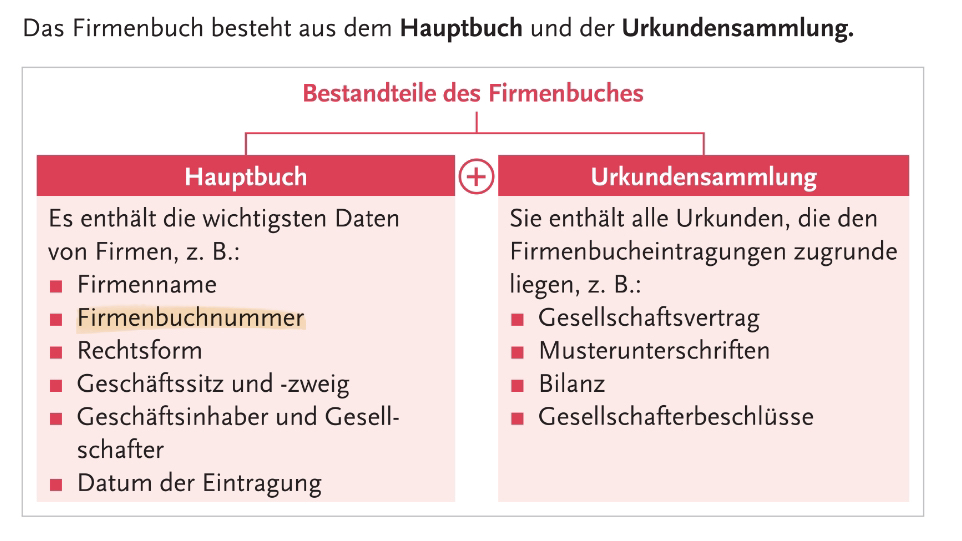 Das Firmenbuch besteht aus dem Hauptbuch und der Urkundensammlung.
Bestandteile des Firmenbuches
Hauptbuch
Es enthält die wichtigsten Daten
von Firmen, z. B.:
■ Firmenname
■ Firmenbuchnummer
■ Rechtsform
■ Geschäftssitz und -zweig
■ Geschäftsinhaber und Gesell-
schafter
■ Datum der Eintragung
+
Urkundensammlung
Sie enthält alle Urkunden, die den
Firmenbucheintragungen zugrunde
liegen, z. B.:
■ Gesellschaftsvertrag
■ Musterunterschriften
■ Bilanz
■ Gesellschafterbeschlüsse